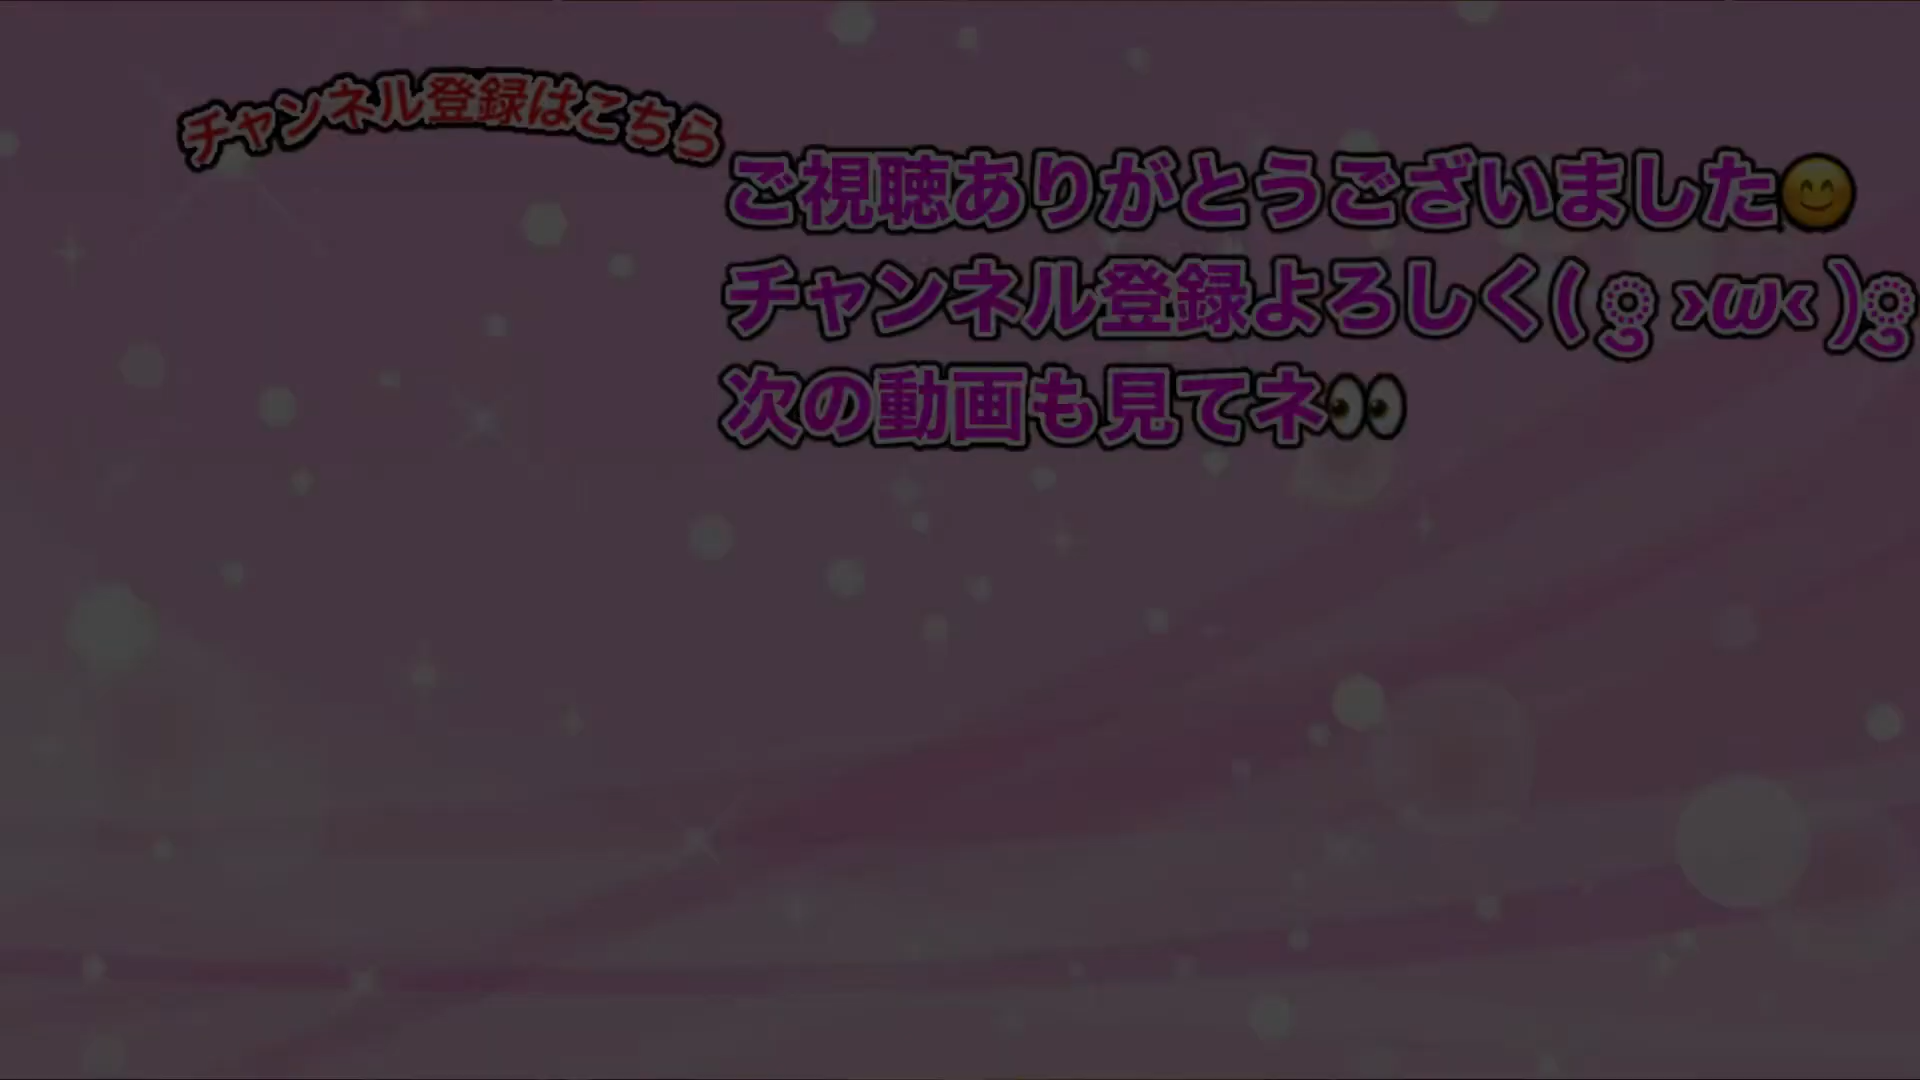 チャンネル登録はこちら
ご視聴ありがとうございました😊
チャンネル登録よろしく( ੭ ›ω‹ )੭
次の動画も見てネ👀